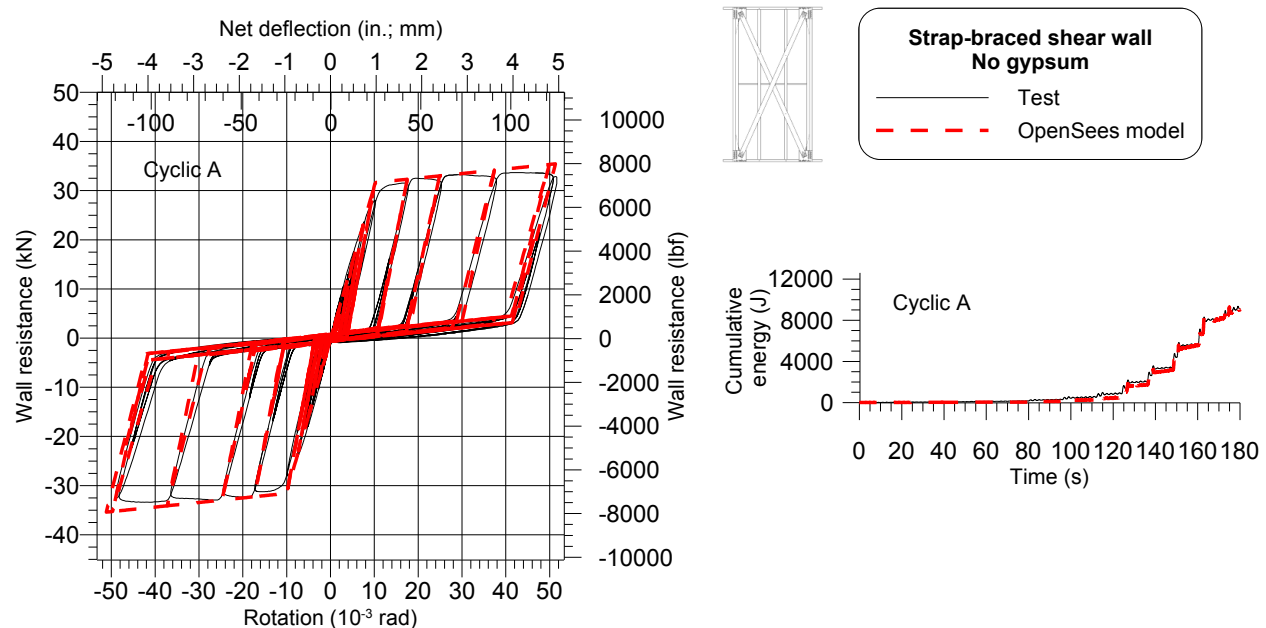 Net deflection (in.; mm)
-5 -4 -3 -2 -1 0 1 2 3 4 5
-100 -50 0 50 100
Cyclic A
50
40
30
20
10
0
-10
-20
-30
-40
Wall resistance (kN)
10000
8000
6000
4000
2000
0
-2000
-4000
-6000
-8000
-10000
Wall resistance (lbf)
-50 -40 -30 -20 -10 0 10 20 30 40 50
Rotation (10⁻³ rad)
Strap-braced shear wall
No gypsum
Test
OpenSees model
Cyclic A
12000
8000
4000
0
Cumulative
energy (J)
0 20 40 60 80 100 120 140 160 180
Time (s)